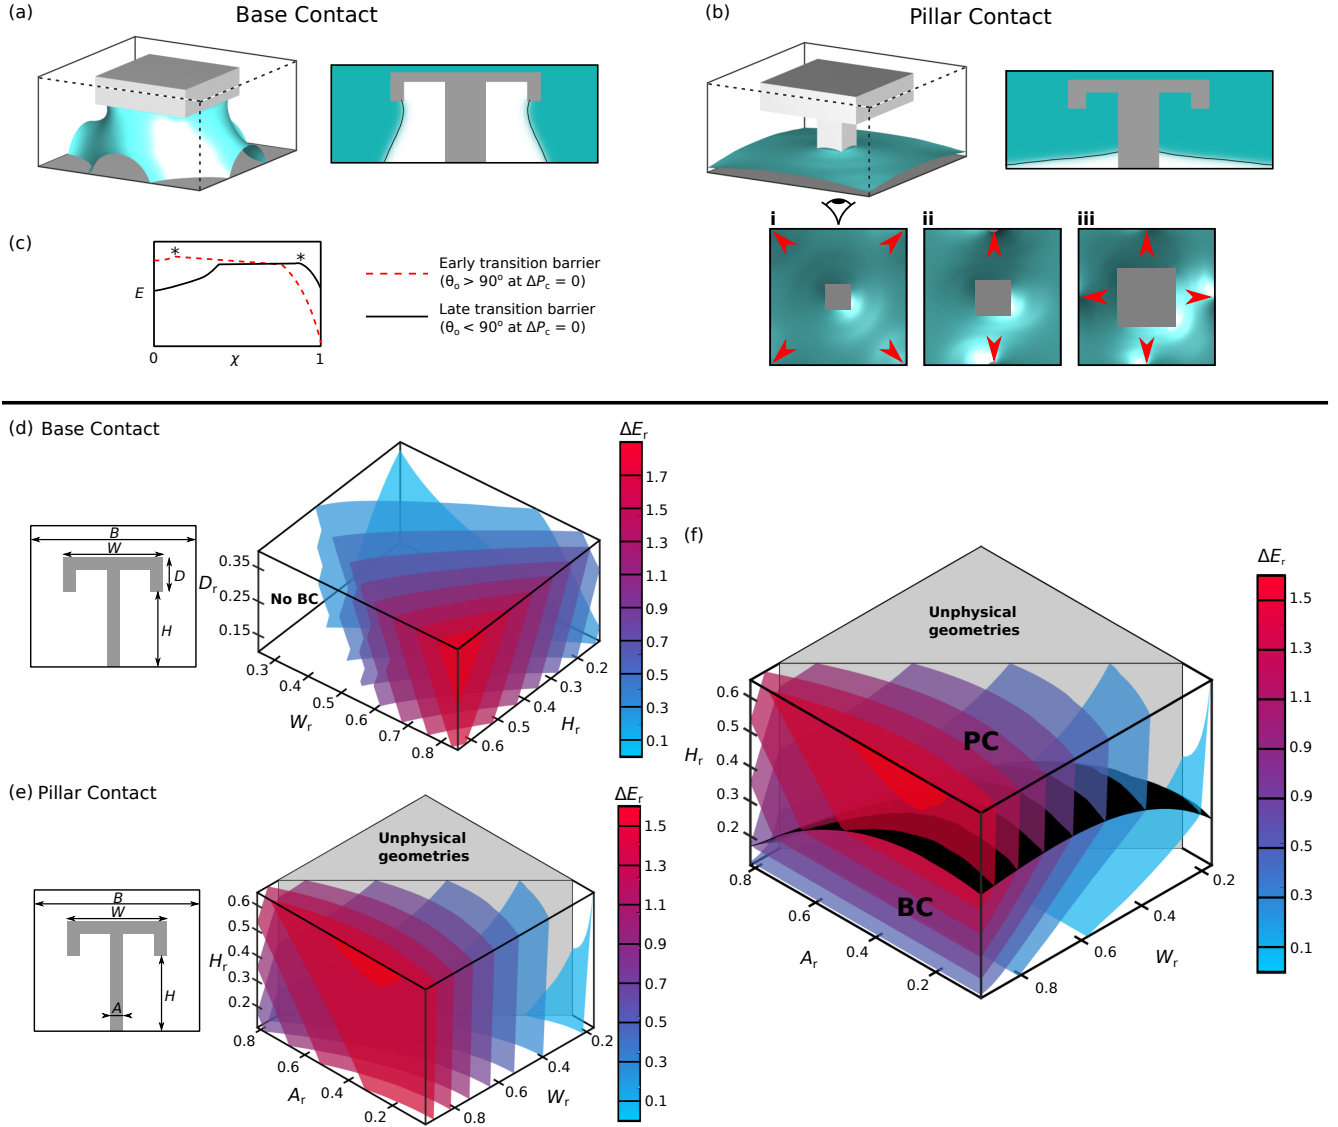 (a)
Base Contact
(b)
Pillar Contact
(c)
*
*
E
0
χ
1
Early transition barrier
(θo > 90° at ΔPc = 0)
Late transition barrier
(θo < 90° at ΔPc = 0)
i
ii
iii
(d) Base Contact
B
W
D
H
Dr
0.35
0.25
0.15
No BC
0.3
0.4
0.5
0.6
0.7
0.8
Wr
0.6
0.5
0.4
0.3
0.2
Hr
ΔEr
1.7
1.5
1.3
1.1
0.9
0.7
0.5
0.3
0.1
(e) Pillar Contact
B
W
H
A
Unphysical
geometries
Hr
0.6
0.5
0.4
0.3
0.2
0.8
0.6
0.4
0.2
Ar
0.8
0.6
0.4
0.2
Wr
ΔEr
1.5
1.3
1.1
0.9
0.7
0.5
0.3
0.1
(f)
Unphysical
geometries
PC
BC
Hr
0.6
0.5
0.4
0.3
0.2
0.8
0.6
0.4
0.2
Ar
0.8
0.6
0.4
0.2
Wr
ΔEr
1.5
1.3
1.1
0.9
0.9
0.5
0.3
0.1